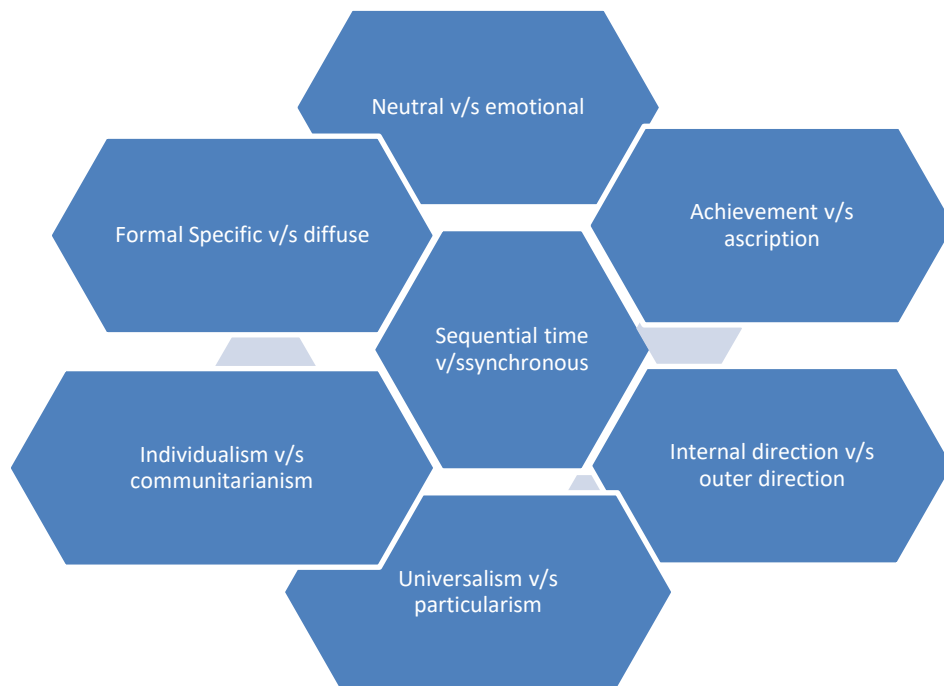 Neutral v/s emotional
Formal Specific v/s diffuse
Achievement v/s
ascription
Sequential time
v/ssynchronous
Individualism v/s
communitarianism
Internal direction v/s
outer direction
Universalism v/s
particularism